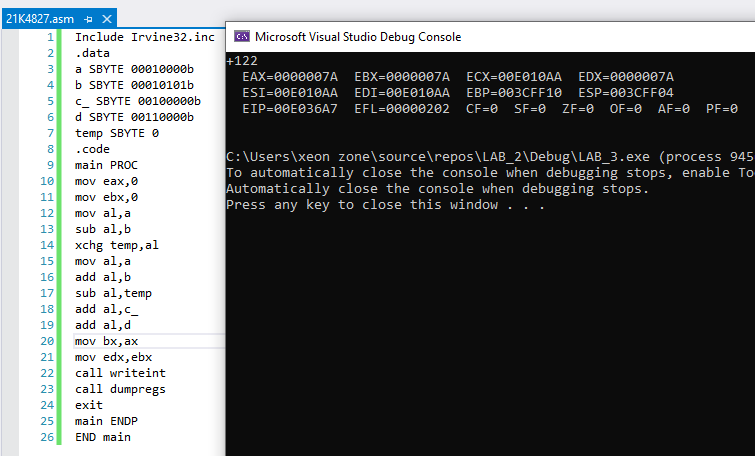 21K4827.asm
1 Include Irvine32.inc
2 .data
3 a SBYTE 00010000b
4 b SBYTE 00010101b
5 c_ SBYTE 00100000b
6 d SBYTE 00110000b
7 temp SBYTE 0
8 .code
9 main PROC
10 mov eax,0
11 mov ebx,0
12 mov al,a
13 sub al,b
14 xchg temp,al
15 mov al,a
16 add al,b
17 sub al,temp
18 add al,c_
19 add al,d
20 mov bx,ax
21 mov edx,ebx
22 call writeint
23 call dumpregs
24 exit
25 main ENDP
26 END main
Microsoft Visual Studio Debug Console
+122
EAX=0000007A EBX=0000007A ECX=00E010AA EDX=0000007A
ESI=00E010AA EDI=00E010AA EBP=003CFF10 ESP=003CFF04
EIP=00E036A7 EFL=00000202 CF=0 SF=0 ZF=0 OF=0 AF=0 PF=0
C:\Users\xeon zone\source\repos\LAB_2\Debug\LAB_3.exe (process 945
To automatically close the console when debugging stops, enable Too
Automatically close the console when debugging stops.
Press any key to close this window . . .